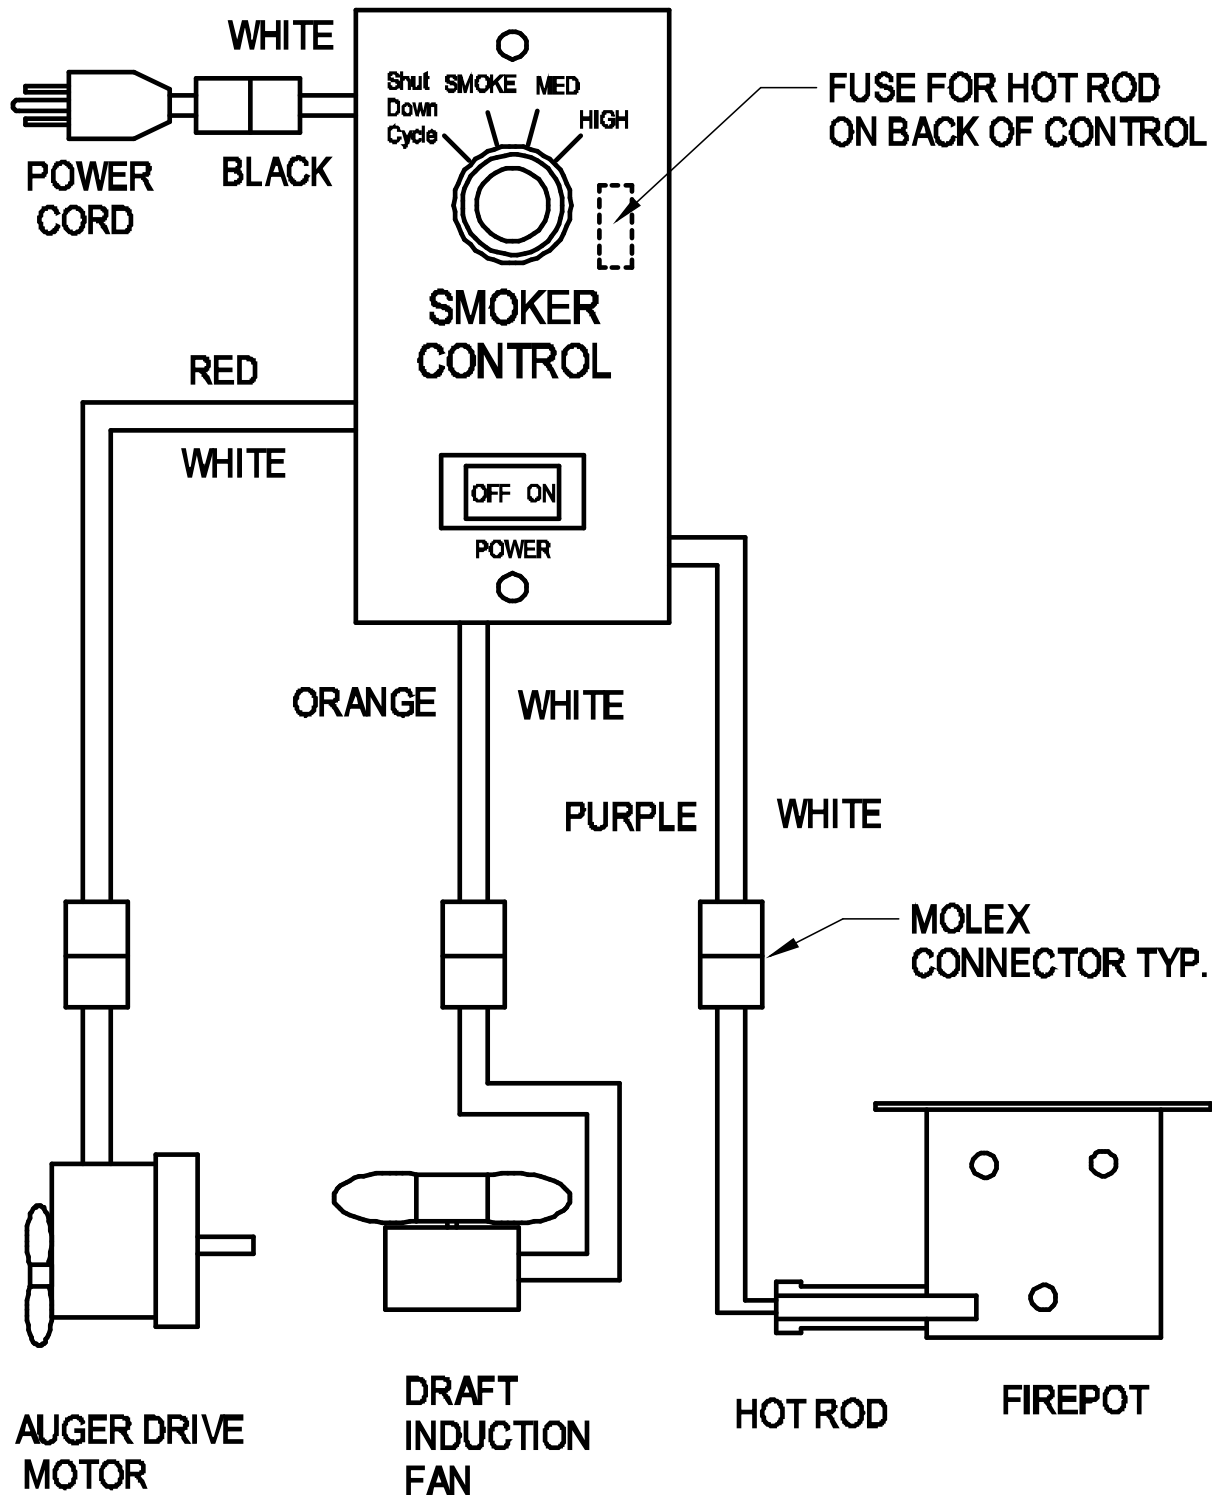 WHITE
Shut
Down
Cycle
SMOKE
MED
HIGH
FUSE FOR HOT ROD
ON BACK OF CONTROL
POWER
CORD
BLACK
SMOKER
CONTROL
RED
WHITE
OFF ON
POWER
ORANGE
WHITE
PURPLE
WHITE
MOLEX
CONNECTOR TYP.
AUGER DRIVE
MOTOR
DRAFT
INDUCTION
FAN
HOT ROD
FIREPOT